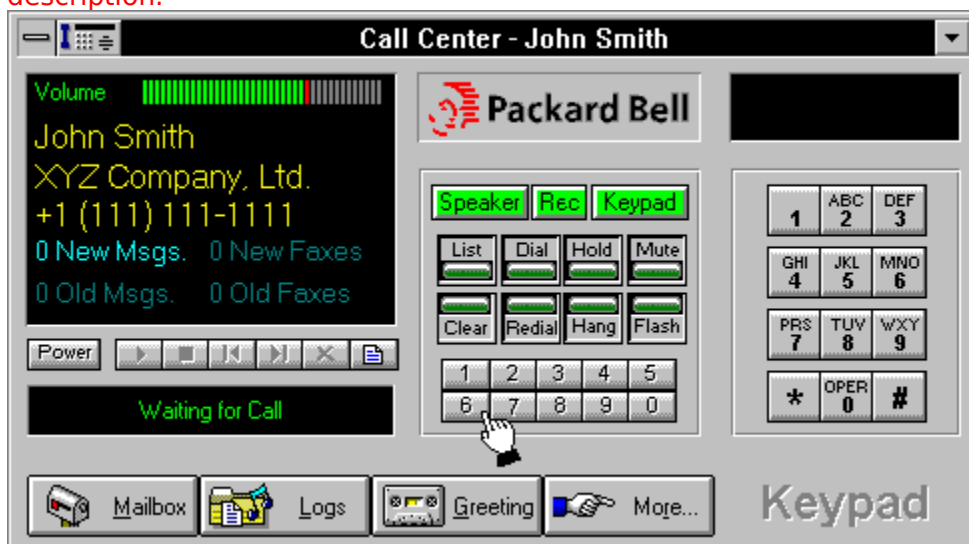 description.
Call Center - John Smith
Volume
John Smith
XYZ Company, Ltd.
+1 (111) 111-1111
0 New Msgs. 0 New Faxes
0 Old Msgs. 0 Old Faxes
Power
Waiting for Call
Packard Bell
Speaker Rec Keypad
List Dial Hold Mute
Clear Redial Hang Flash
1 2 3 4 5
6 7 8 9 0
ABC DEF
1 2 3
GHI JKL MNO
4 5 6
PRS TUV WXY
7 8 9
OPER
* 0 #
Mailbox Logs Greeting More...
Keypad